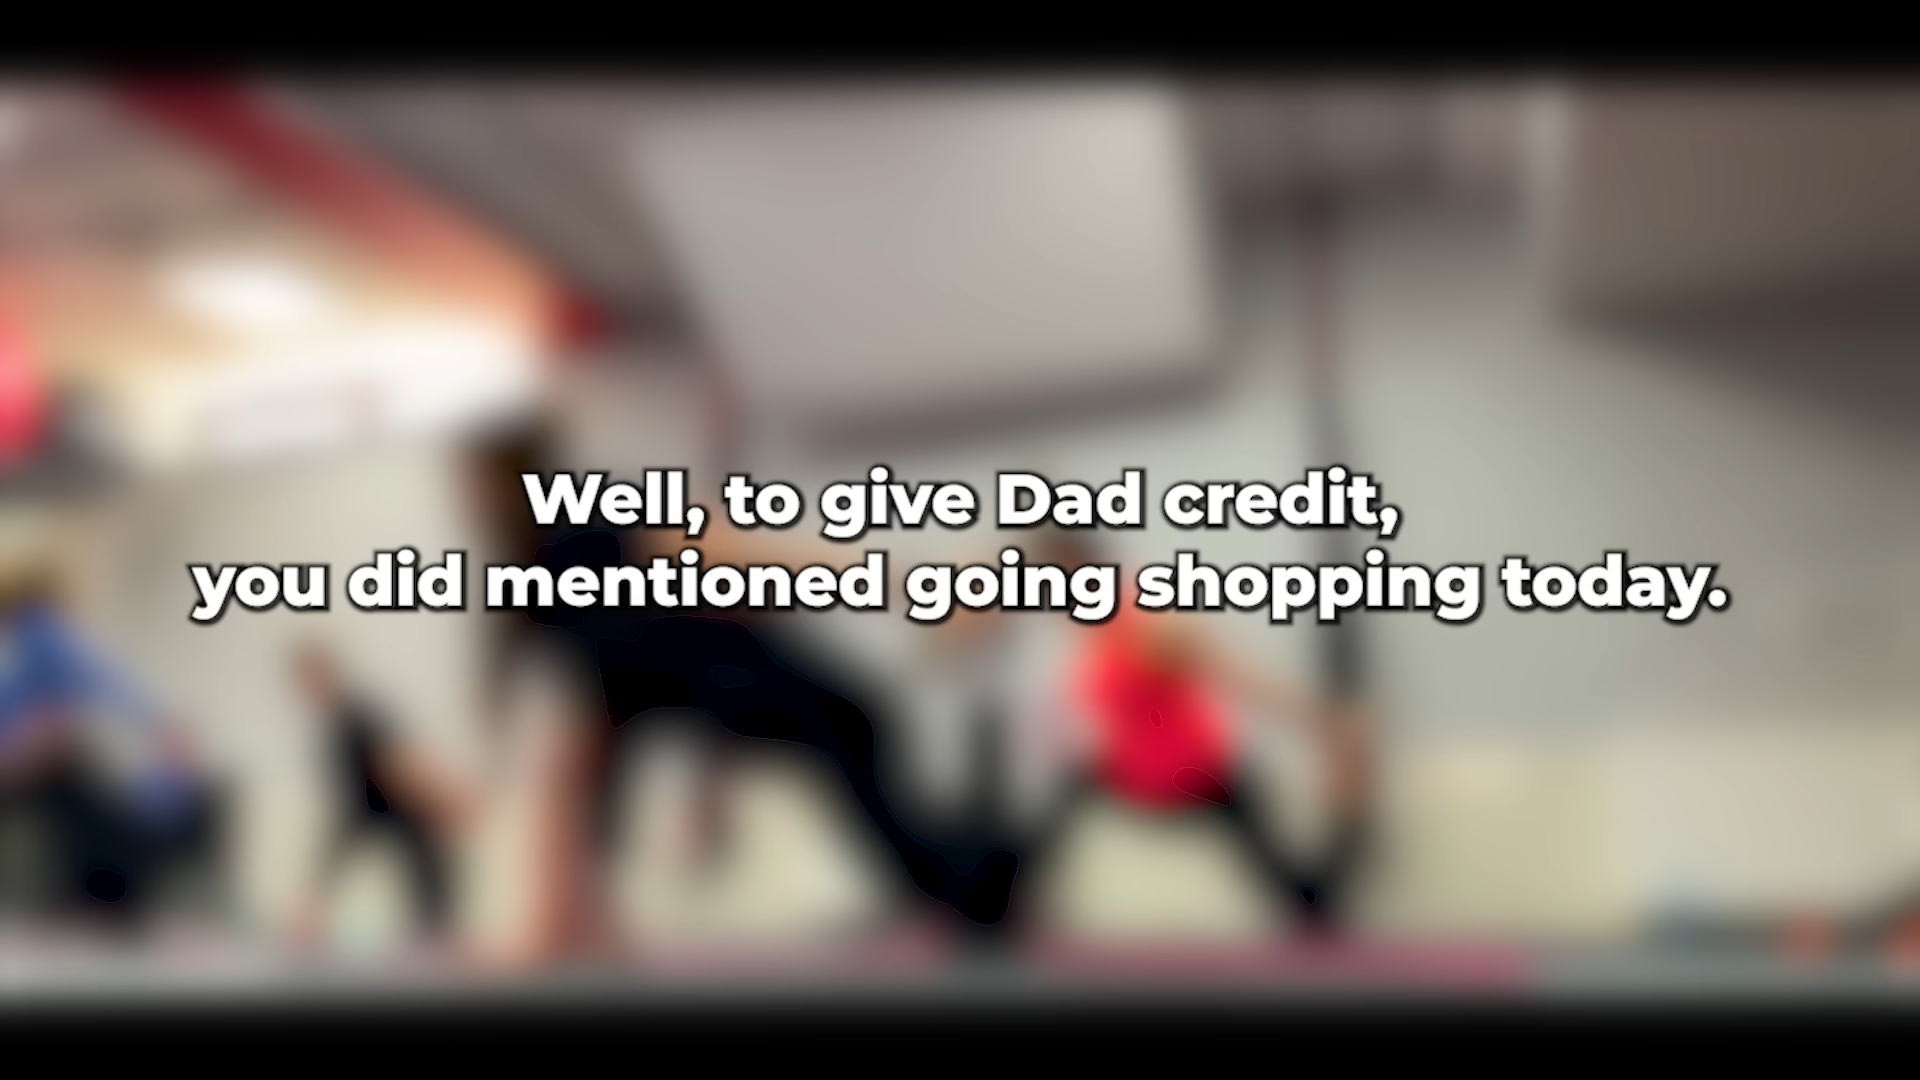 Well, to give Dad credit,
you did mentioned going shopping today.